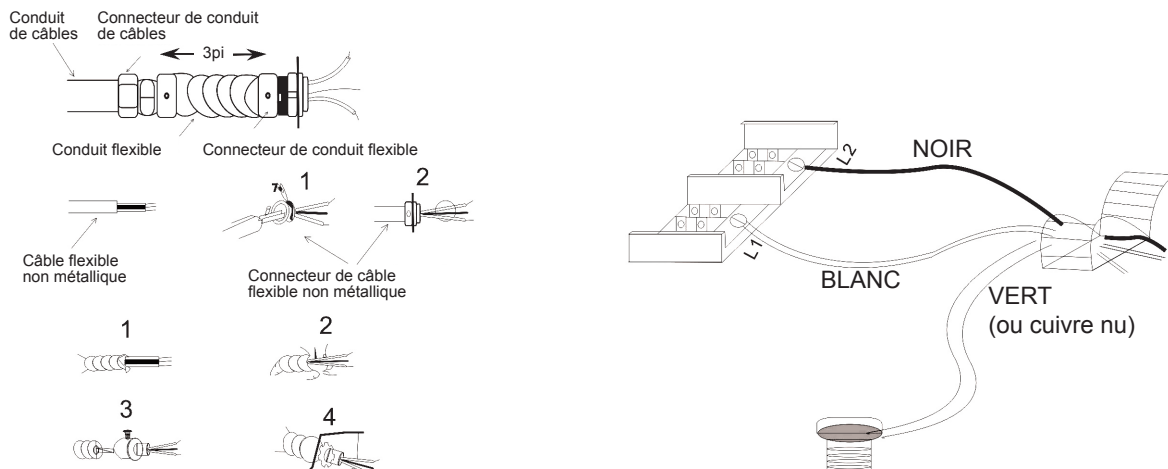 Conduit
de câbles
Connecteur de conduit
de câbles
3pi
Conduit flexible
Connecteur de conduit flexible
1
2
Câble flexible
non métallique
Connecteur de câble
flexible non métallique
1
2
3
4
L2
NOIR
L1
BLANC
VERT
(ou cuivre nu)